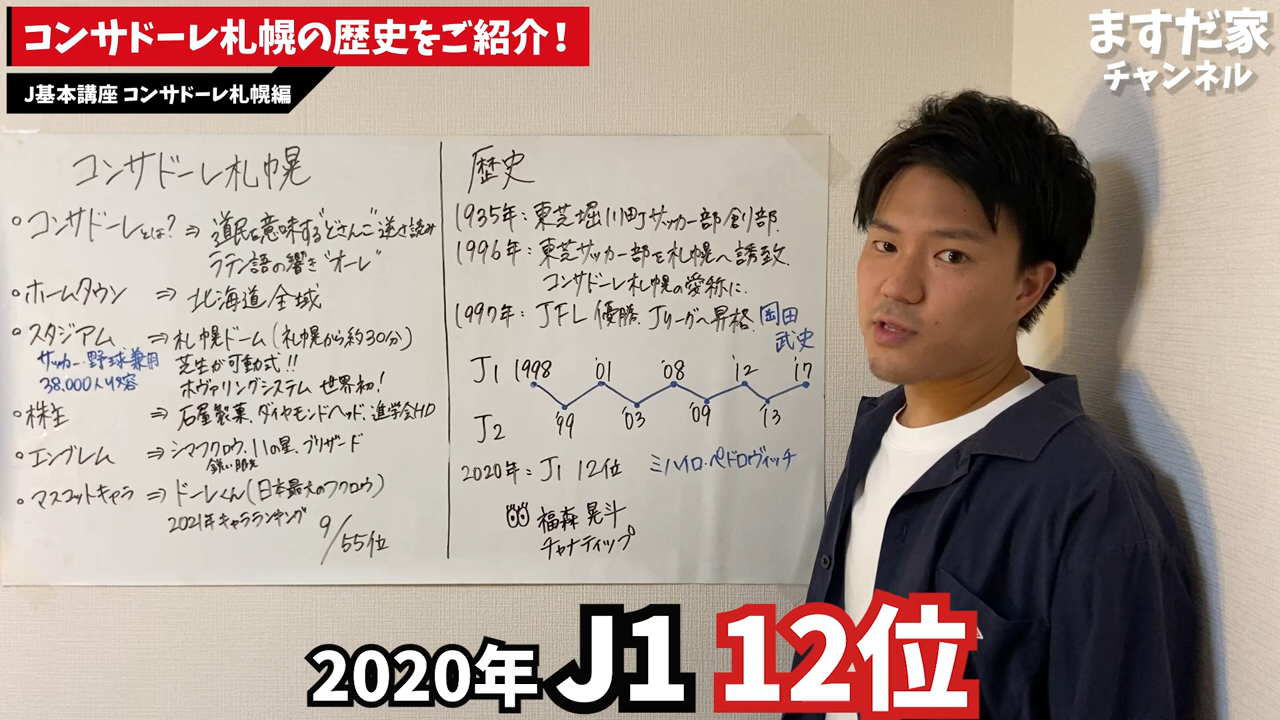 コンサドーレ札幌の歴史をご紹介！
J基本講座 コンサドーレ札幌編
ますだ家
チャンネル
コンサドーレ札幌
・コンサドーレとは？ ⇒ 道民を意味する"どさんこ"逆さ読み
ラテン語の響き"オーレ"
・ホームタウン ⇒ 北海道全域
・スタジアム ⇒ 札幌ドーム(札幌から約30分)
サッカー・野球兼用 芝生が可動式!!
38.000人収容 ホヴァリングシステム 世界初!
・株主 ⇒ 石屋製菓、ダイヤモンドヘッド、進学会HD
・エンブレム ⇒ シマフクロウ、11の星、ブリザード
鋭い眼光
・マスコットキャラ ⇒ ドーレくん(日本最大のフクロウ)
2021年キャラランキング 9/55位
歴史
1935年：東芝堀川町サッカー部創部.
1996年：東芝サッカー部を札幌へ誘致.
コンサドーレ札幌の愛称に.
1997年：JFL優勝.Jリーグへ昇格. 岡田
武史
J1 1998 '01 '08 '12 '17
J2 '99 '03 '09 '13
2020年：J1 12位 ミハイロ・ペドロヴィッチ
福森 晃斗
チャナティップ
2020年 J1 12位